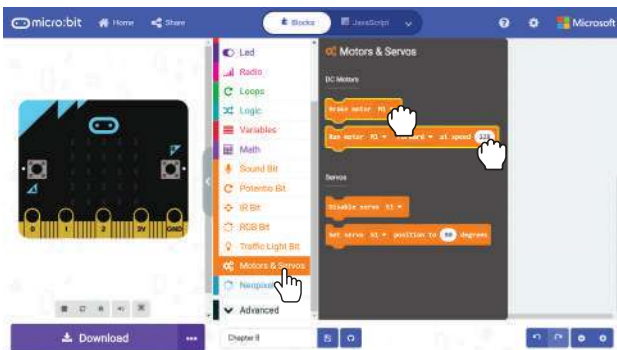 micro:bit Home Share Blocks JavaScript Microsoft
Led
Radio
Loops
Logic
Variables
Math
Sound Bit
Potentio Bit
IR Bit
RGB Bit
Traffic Light Bit
Motors & Servos
Neopixel
Advanced
Motors & Servos
DC Motors
Brake motor M1
Run motor M1 at speed
Servos
Disable servo S1
Set servo S1 position to 90 degrees
0 1 2 3V GND
Download
Chapter 8